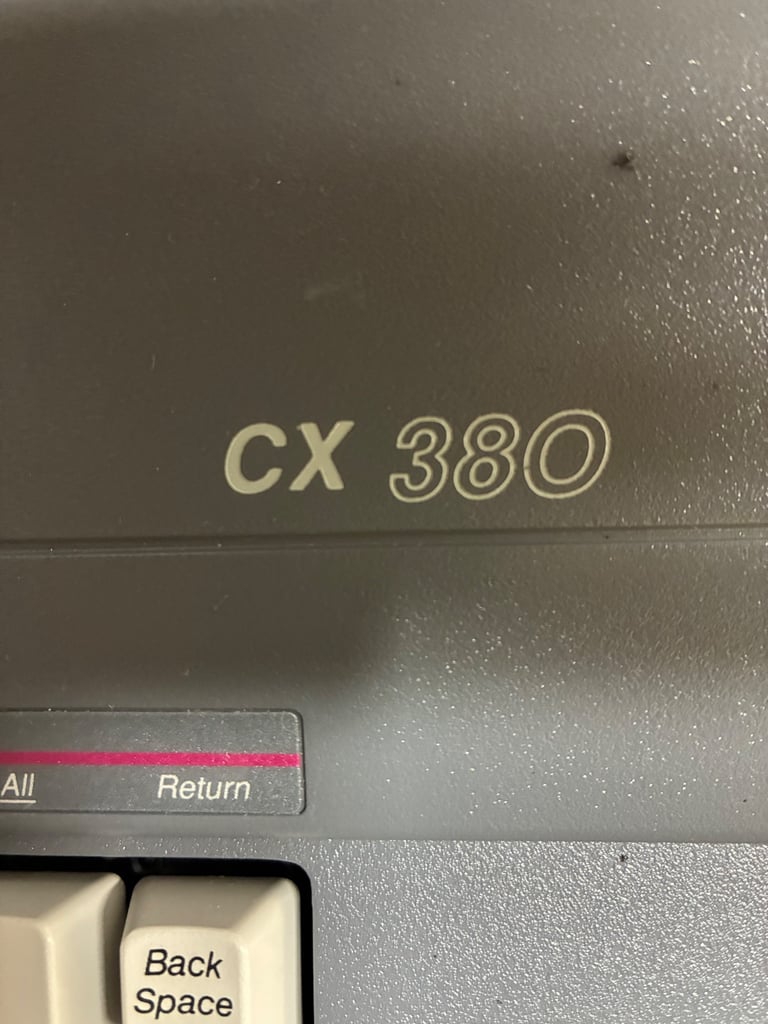 CX 380
All Return
Back
Space